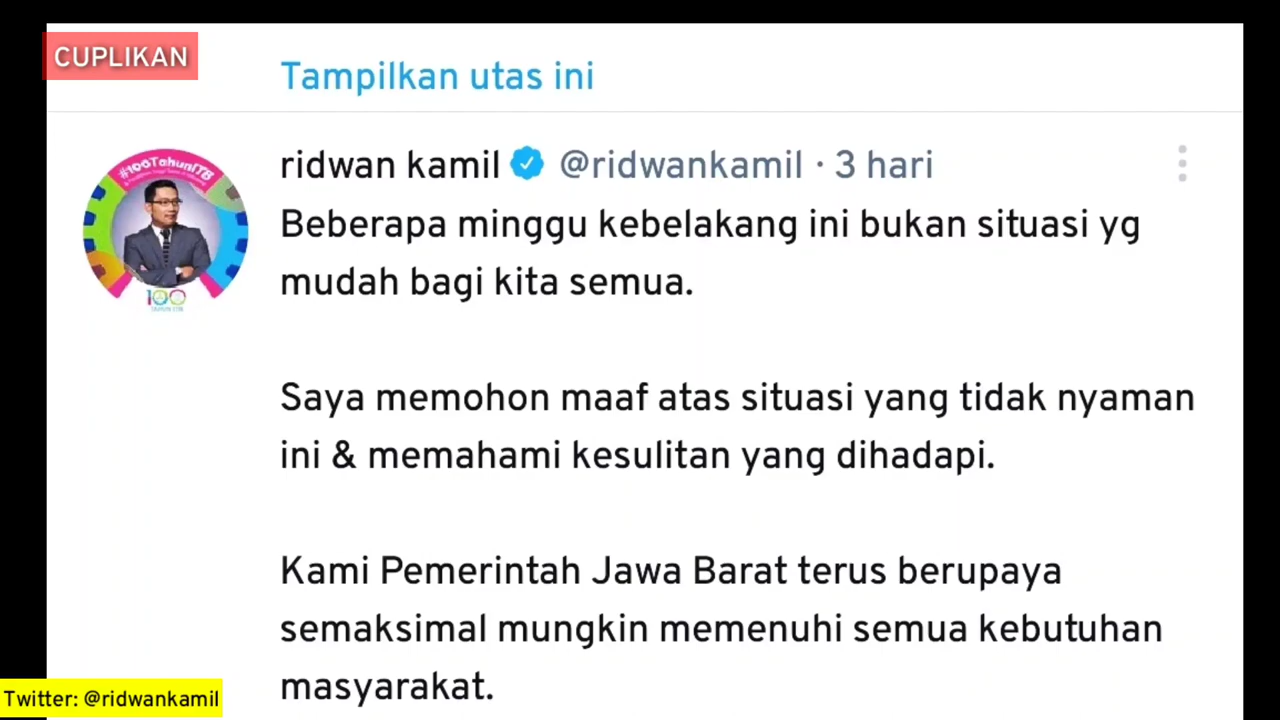 CUPLIKAN
Tampilkan utas ini
ridwan kamil @ridwankamil · 3 hari
#100TahunITB
100
Beberapa minggu kebelakang ini bukan situasi yg
mudah bagi kita semua.
Saya memohon maaf atas situasi yang tidak nyaman
ini & memahami kesulitan yang dihadapi.
Kami Pemerintah Jawa Barat terus berupaya
semaksimal mungkin memenuhi semua kebutuhan
masyarakat.
Twitter: @ridwankamil